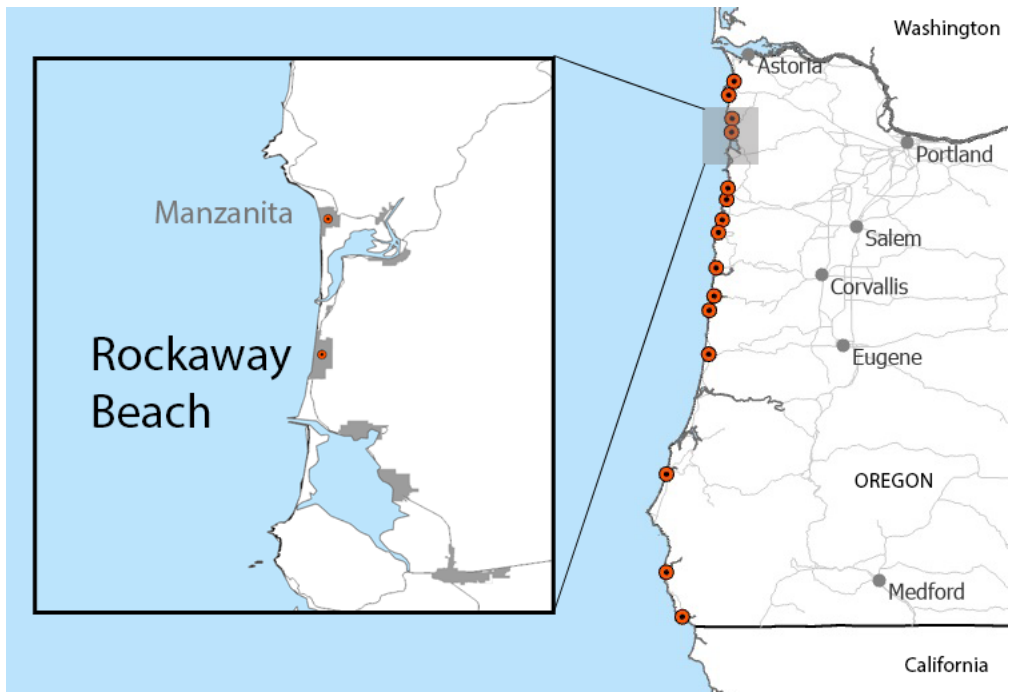 Washington
Astoria
Portland
Manzanita
Salem
Corvallis
Rockaway
Beach
Eugene
OREGON
Medford
California